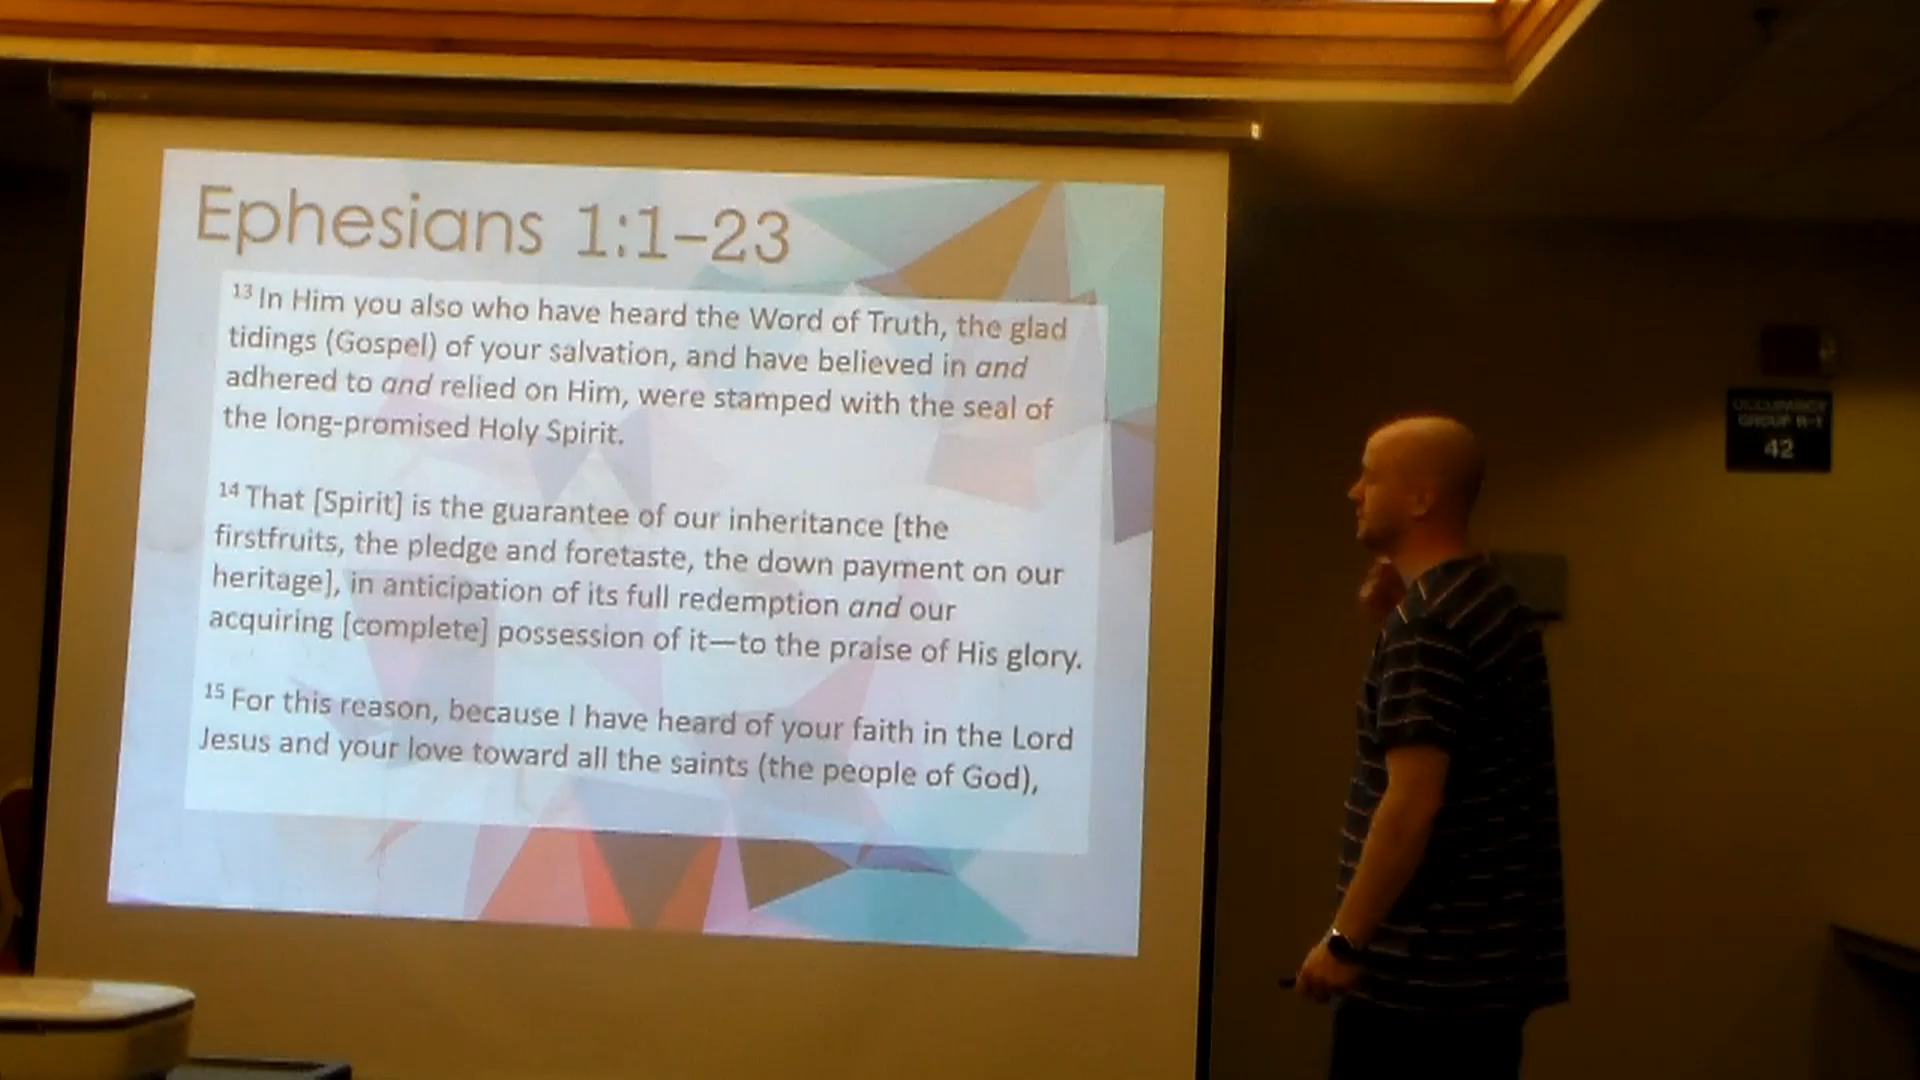 Ephesians 1:1–23
13 In Him you also who have heard the Word of Truth, the glad
tidings (Gospel) of your salvation, and have believed in and
adhered to and relied on Him, were stamped with the seal of
the long-promised Holy Spirit.
14 That [Spirit] is the guarantee of our inheritance [the
firstfruits, the pledge and foretaste, the down payment on our
heritage], in anticipation of its full redemption and our
acquiring [complete] possession of it—to the praise of His glory.
15 For this reason, because I have heard of your faith in the Lord
Jesus and your love toward all the saints (the people of God),
OCCUPANCY
GROUP
42